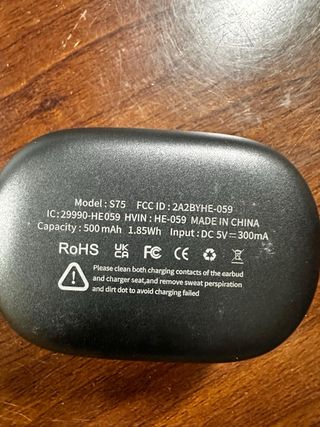 Model : S75 FCC ID : 2A2BYHE-059
IC:29990-HE059 HVIN : HE-059 MADE IN CHINA
Capacity : 500 mAh 1.85Wh Input : DC 5V⎓300mA
RoHS UK CA FC CE
Please clean both charging contacts of the earbud
and charger seat,and remove sweat perspiration
and dirt dot to avoid charging failed